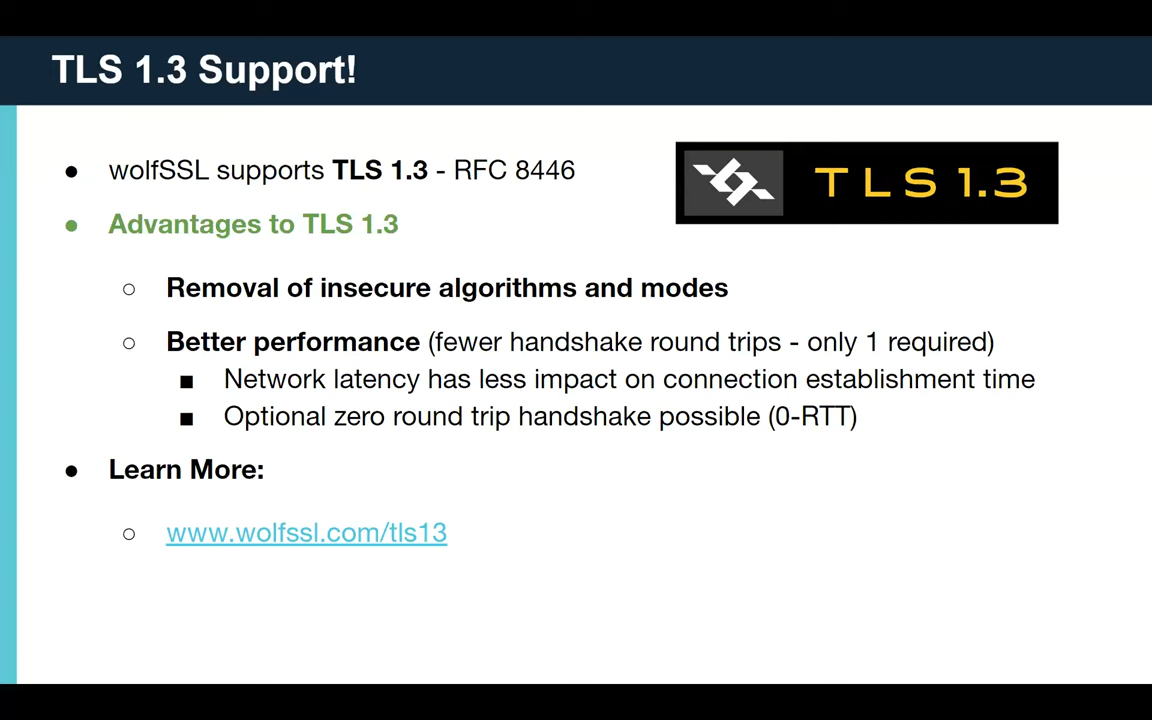 TLS 1.3 Support!
● wolfSSL supports TLS 1.3 - RFC 8446
TLS 1.3
● Advantages to TLS 1.3
○ Removal of insecure algorithms and modes
○ Better performance (fewer handshake round trips - only 1 required)
■ Network latency has less impact on connection establishment time
■ Optional zero round trip handshake possible (0-RTT)
● Learn More:
○ www.wolfssl.com/tls13